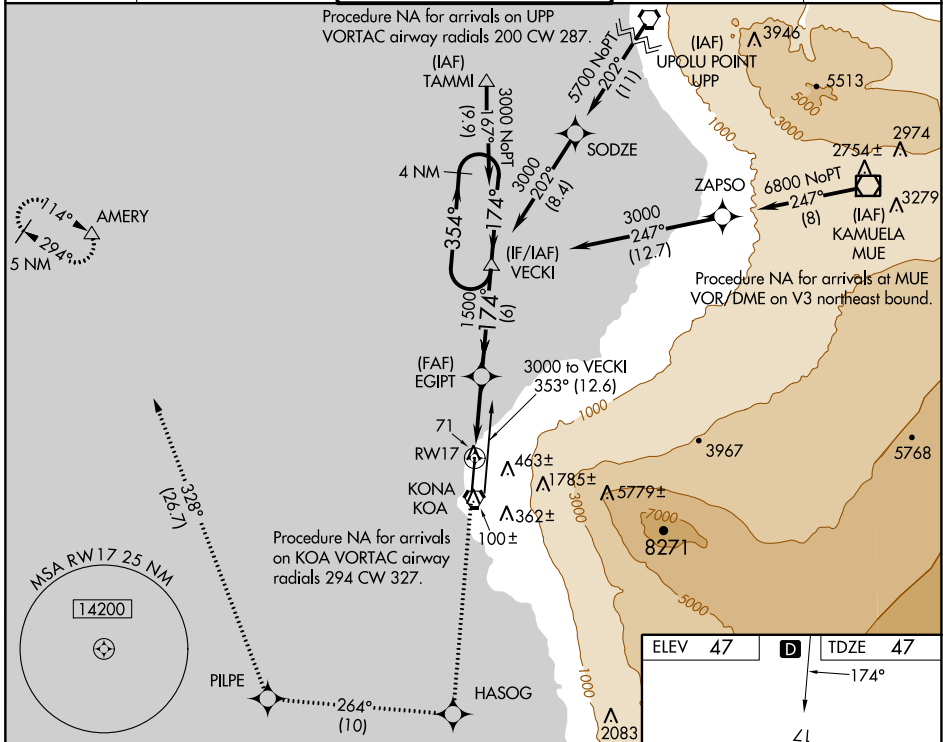 Procedure NA for arrivals on UPP
VORTAC airway radials 200 CW 287.
(IAF)
TAMMI
3000 NoPT
167°
(9.9)
5700 NoPT
202°
(11)
(IAF)
UPOLU POINT
UPP
3946
5513
5000
3000
1000
SODZE
4 NM
354°
174°
3000
202°
(8.4)
ZAPSO
2974
2754±
6800 NoPT
247°
(8)
3279
(IAF)
KAMUELA
MUE
114°
AMERY
294°
5 NM
3000
247°
(12.7)
(IF/IAF)
VECKI
Procedure NA for arrivals at MUE
VOR/DME on V3 northeast bound.
1500
174°
(6)
(FAF)
EGIPT
3000 to VECKI
353° (12.6)
1000
71
RW17
463±
3967
5768
KONA
KOA
1785±
5779±
3000
7000
362±
100±
8271
328°
(26.7)
Procedure NA for arrivals
on KOA VORTAC airway
radials 294 CW 327.
MSA RW17 25 NM
14200
5000
PILPE
264°
(10)
HASOG
1000
2083
ELEV 47
D
TDZE 47
174°
17